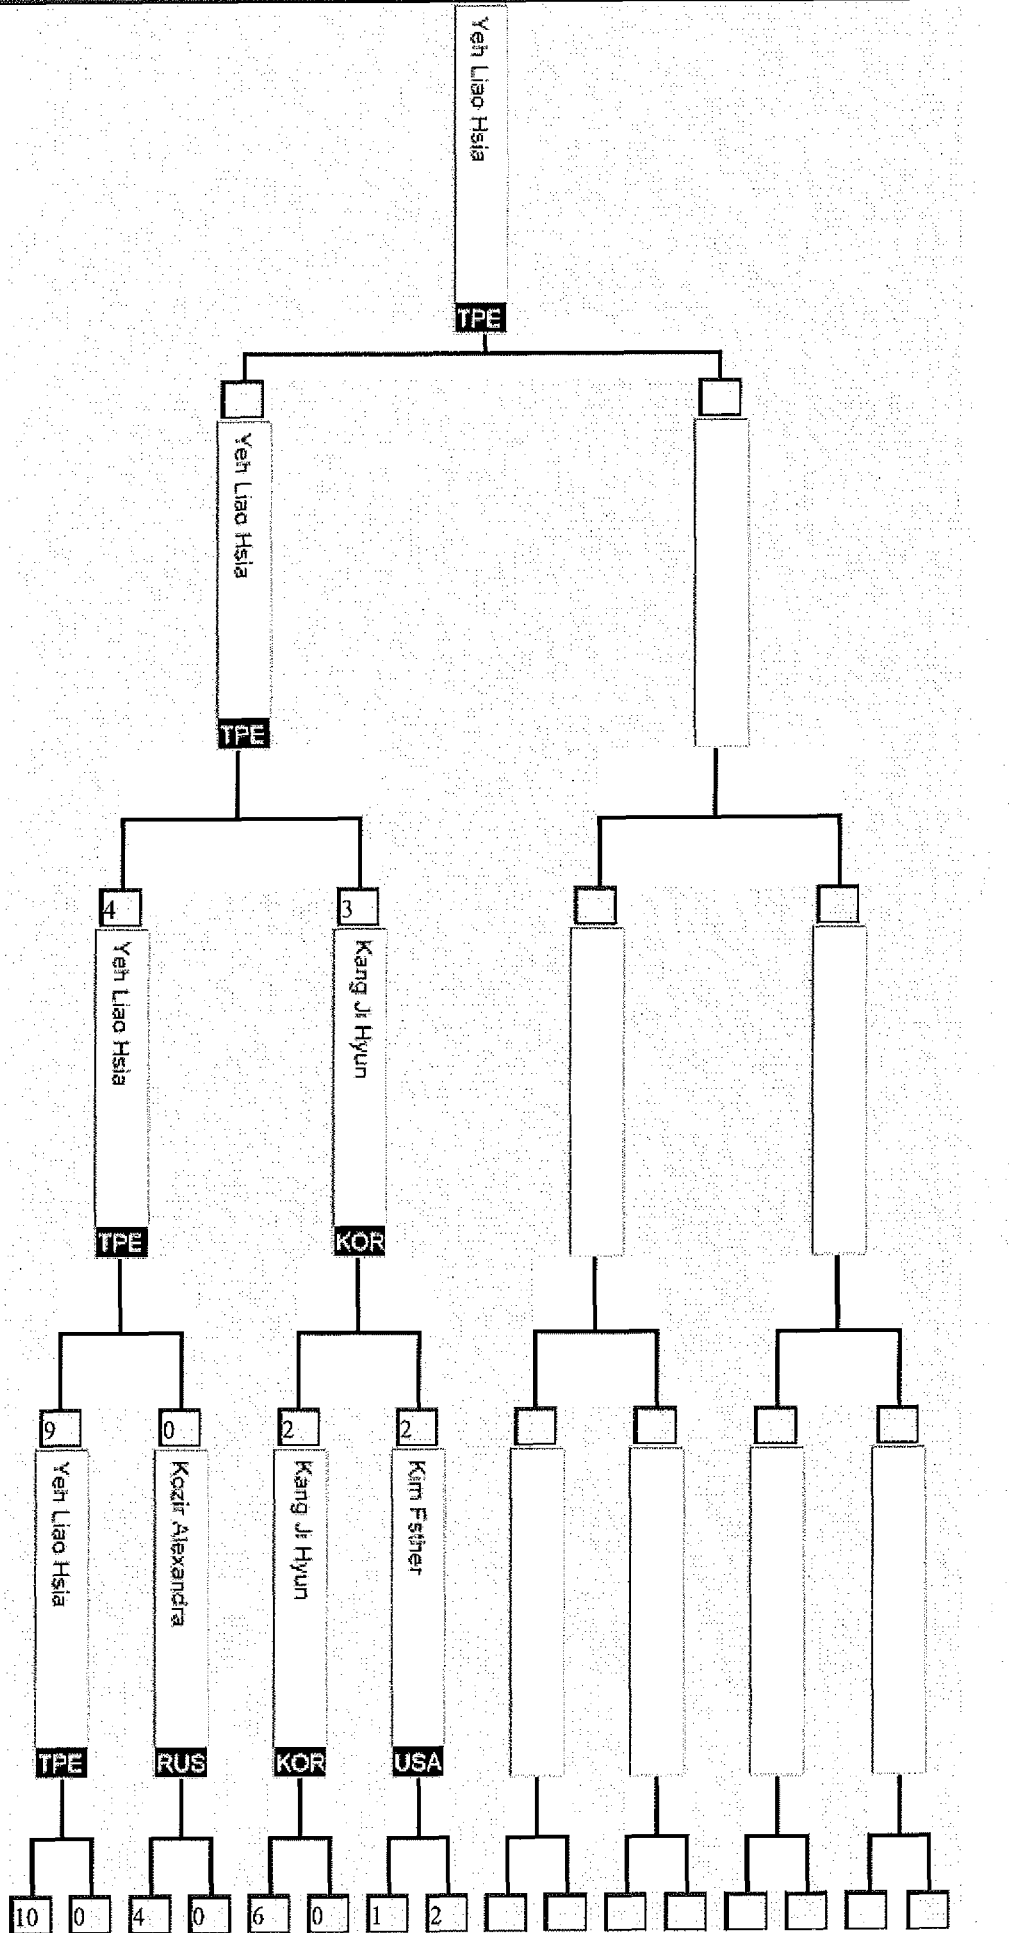 Yeh Liao Hsia
TPE
Yeh Liao Hsia
TPE
4
3
Yeh Liao Hsia
Kang Ji Hyun
TPE
KOR
9
0
2
2
Yeh Liao Hsia
Kozir Alexandra
Kang Ji Hyun
Kim Esther
TPE
RUS
KOR
USA
10 0 4 0 6 0 1 2